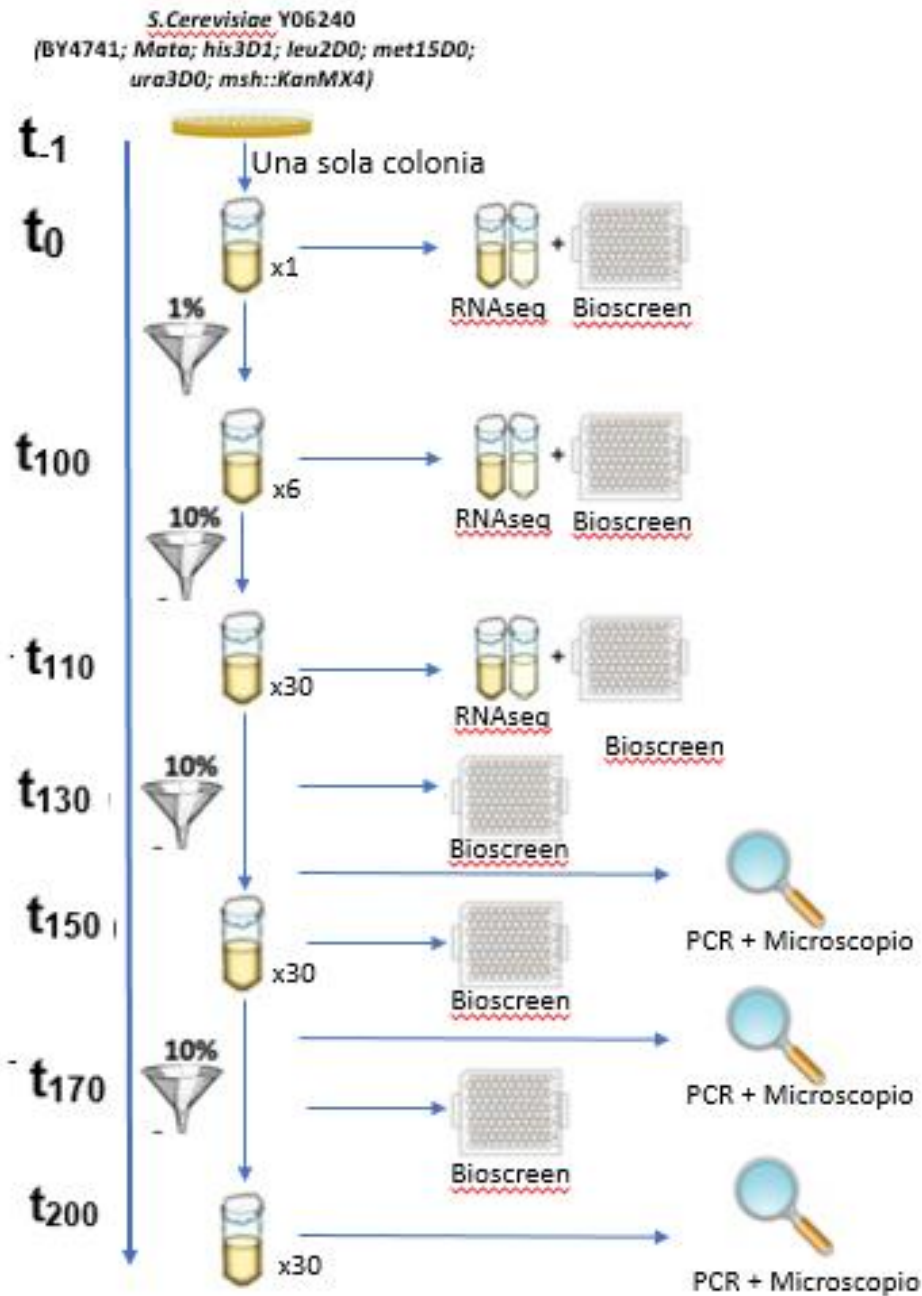 S.Cerevisiae Y06240
(BY4741; Mata; his3D1; leu2D0; met15D0;
ura3D0; msh::KanMX4)
t-1
Una sola colonia
t0
x1
+
RNAseq Bioscreen
1%
t100
x6
+
RNAseq Bioscreen
10%
t110
x30
+
RNAseq
Bioscreen
10%
t130
Bioscreen
t150
x30
PCR + Microscopio
Bioscreen
10%
t170
PCR + Microscopio
Bioscreen
t200
x30
PCR + Microscopio